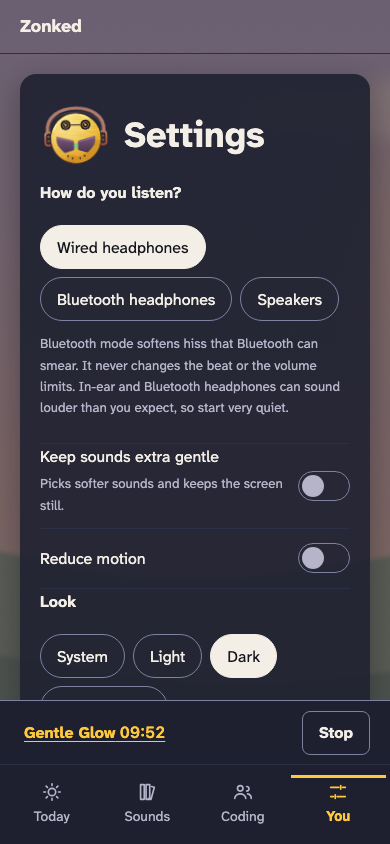 Zonked
Settings
How do you listen?
Wired headphones
Bluetooth headphones
Speakers
Bluetooth mode softens hiss that Bluetooth can
smear. It never changes the beat or the volume
limits. In-ear and Bluetooth headphones can sound
louder than you expect, so start very quiet.
Keep sounds extra gentle
Picks softer sounds and keeps the screen
still.
Reduce motion
Look
System
Light
Dark
Gentle Glow 09:52
Stop
Today
Sounds
Coding
You